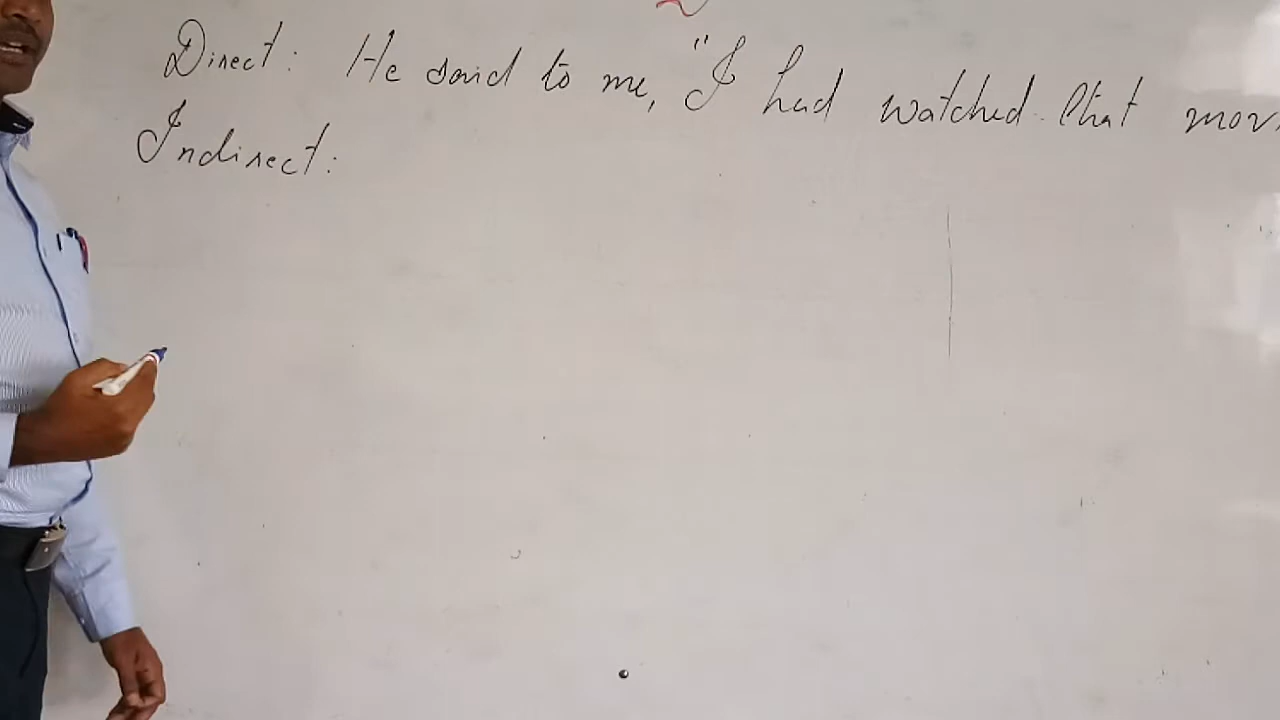 Direct: He said to me, "I had watched that mov
Indirect: